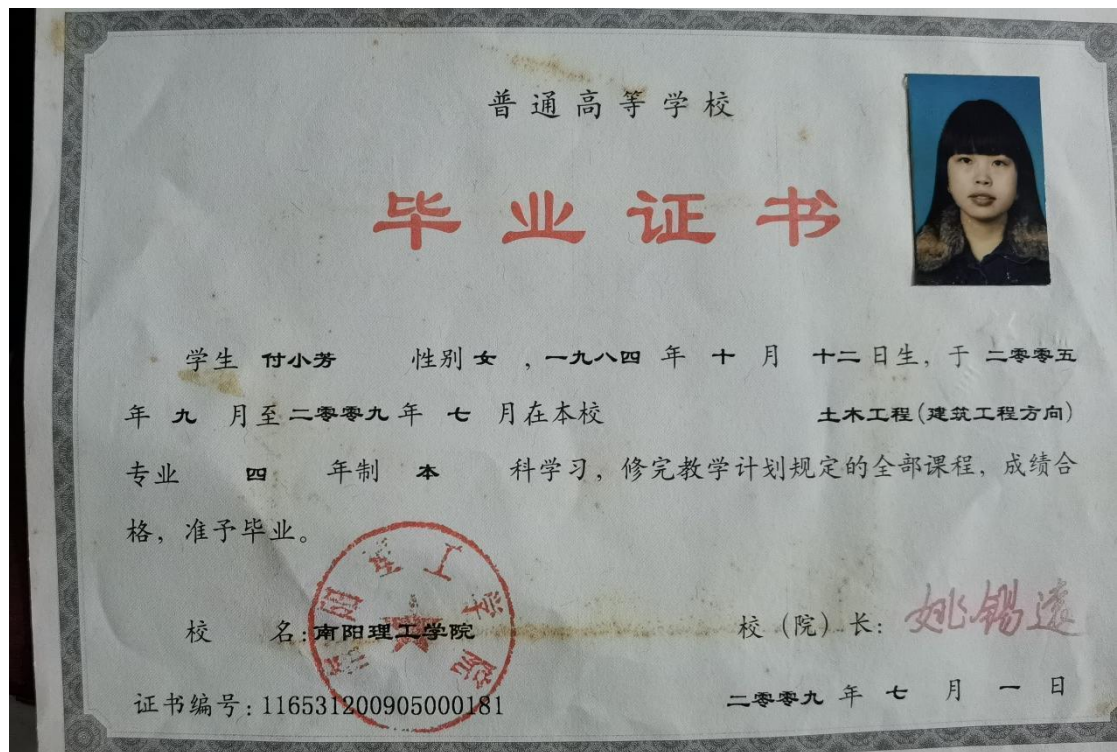 普通高等学校
毕业证书
学生 付小芳 性别 女 ，一九八四 年 十 月 十二 日生，于 二零零五
年 九 月至 二零零九 年 七 月在本校 土木工程(建筑工程方向)
专业 四 年制 本 科学习，修完教学计划规定的全部课程，成绩合
格，准予毕业。
南阳理工学院
校 名：南阳理工学院 校（院）长：姚锡远
证书编号：116531200905000181 二零零九 年 七 月 一 日